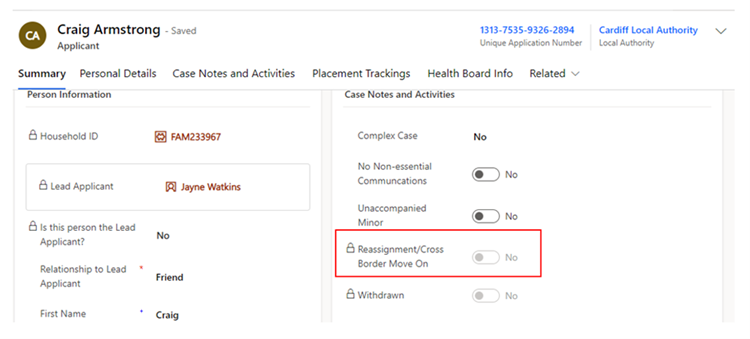 CA
Craig Armstrong - Saved
Applicant
1313-7535-9326-2894
Unique Application Number
Cardiff Local Authority
Local Authority
Summary Personal Details Case Notes and Activities Placement Trackings Health Board Info Related
Person Information
Household ID FAM233967
Lead Applicant Jayne Watkins
Is this person the Lead
Applicant? No
Relationship to Lead
Applicant * Friend
First Name * Craig
Case Notes and Activities
Complex Case No
No Non-essential
Communcations No
Unaccompanied
Minor No
Reassignment/Cross
Border Move On No
Withdrawn No